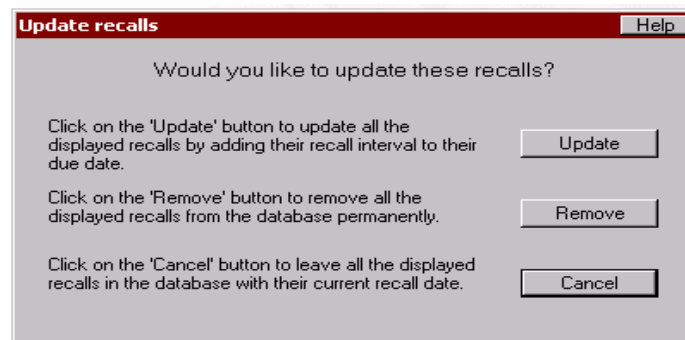 Update recalls Help
Would you like to update these recalls?
Click on the 'Update' button to update all the
displayed recalls by adding their recall interval to their
due date.
Update
Click on the 'Remove' button to remove all the
displayed recalls from the database permanently.
Remove
Click on the 'Cancel' button to leave all the displayed
recalls in the database with their current recall date.
Cancel